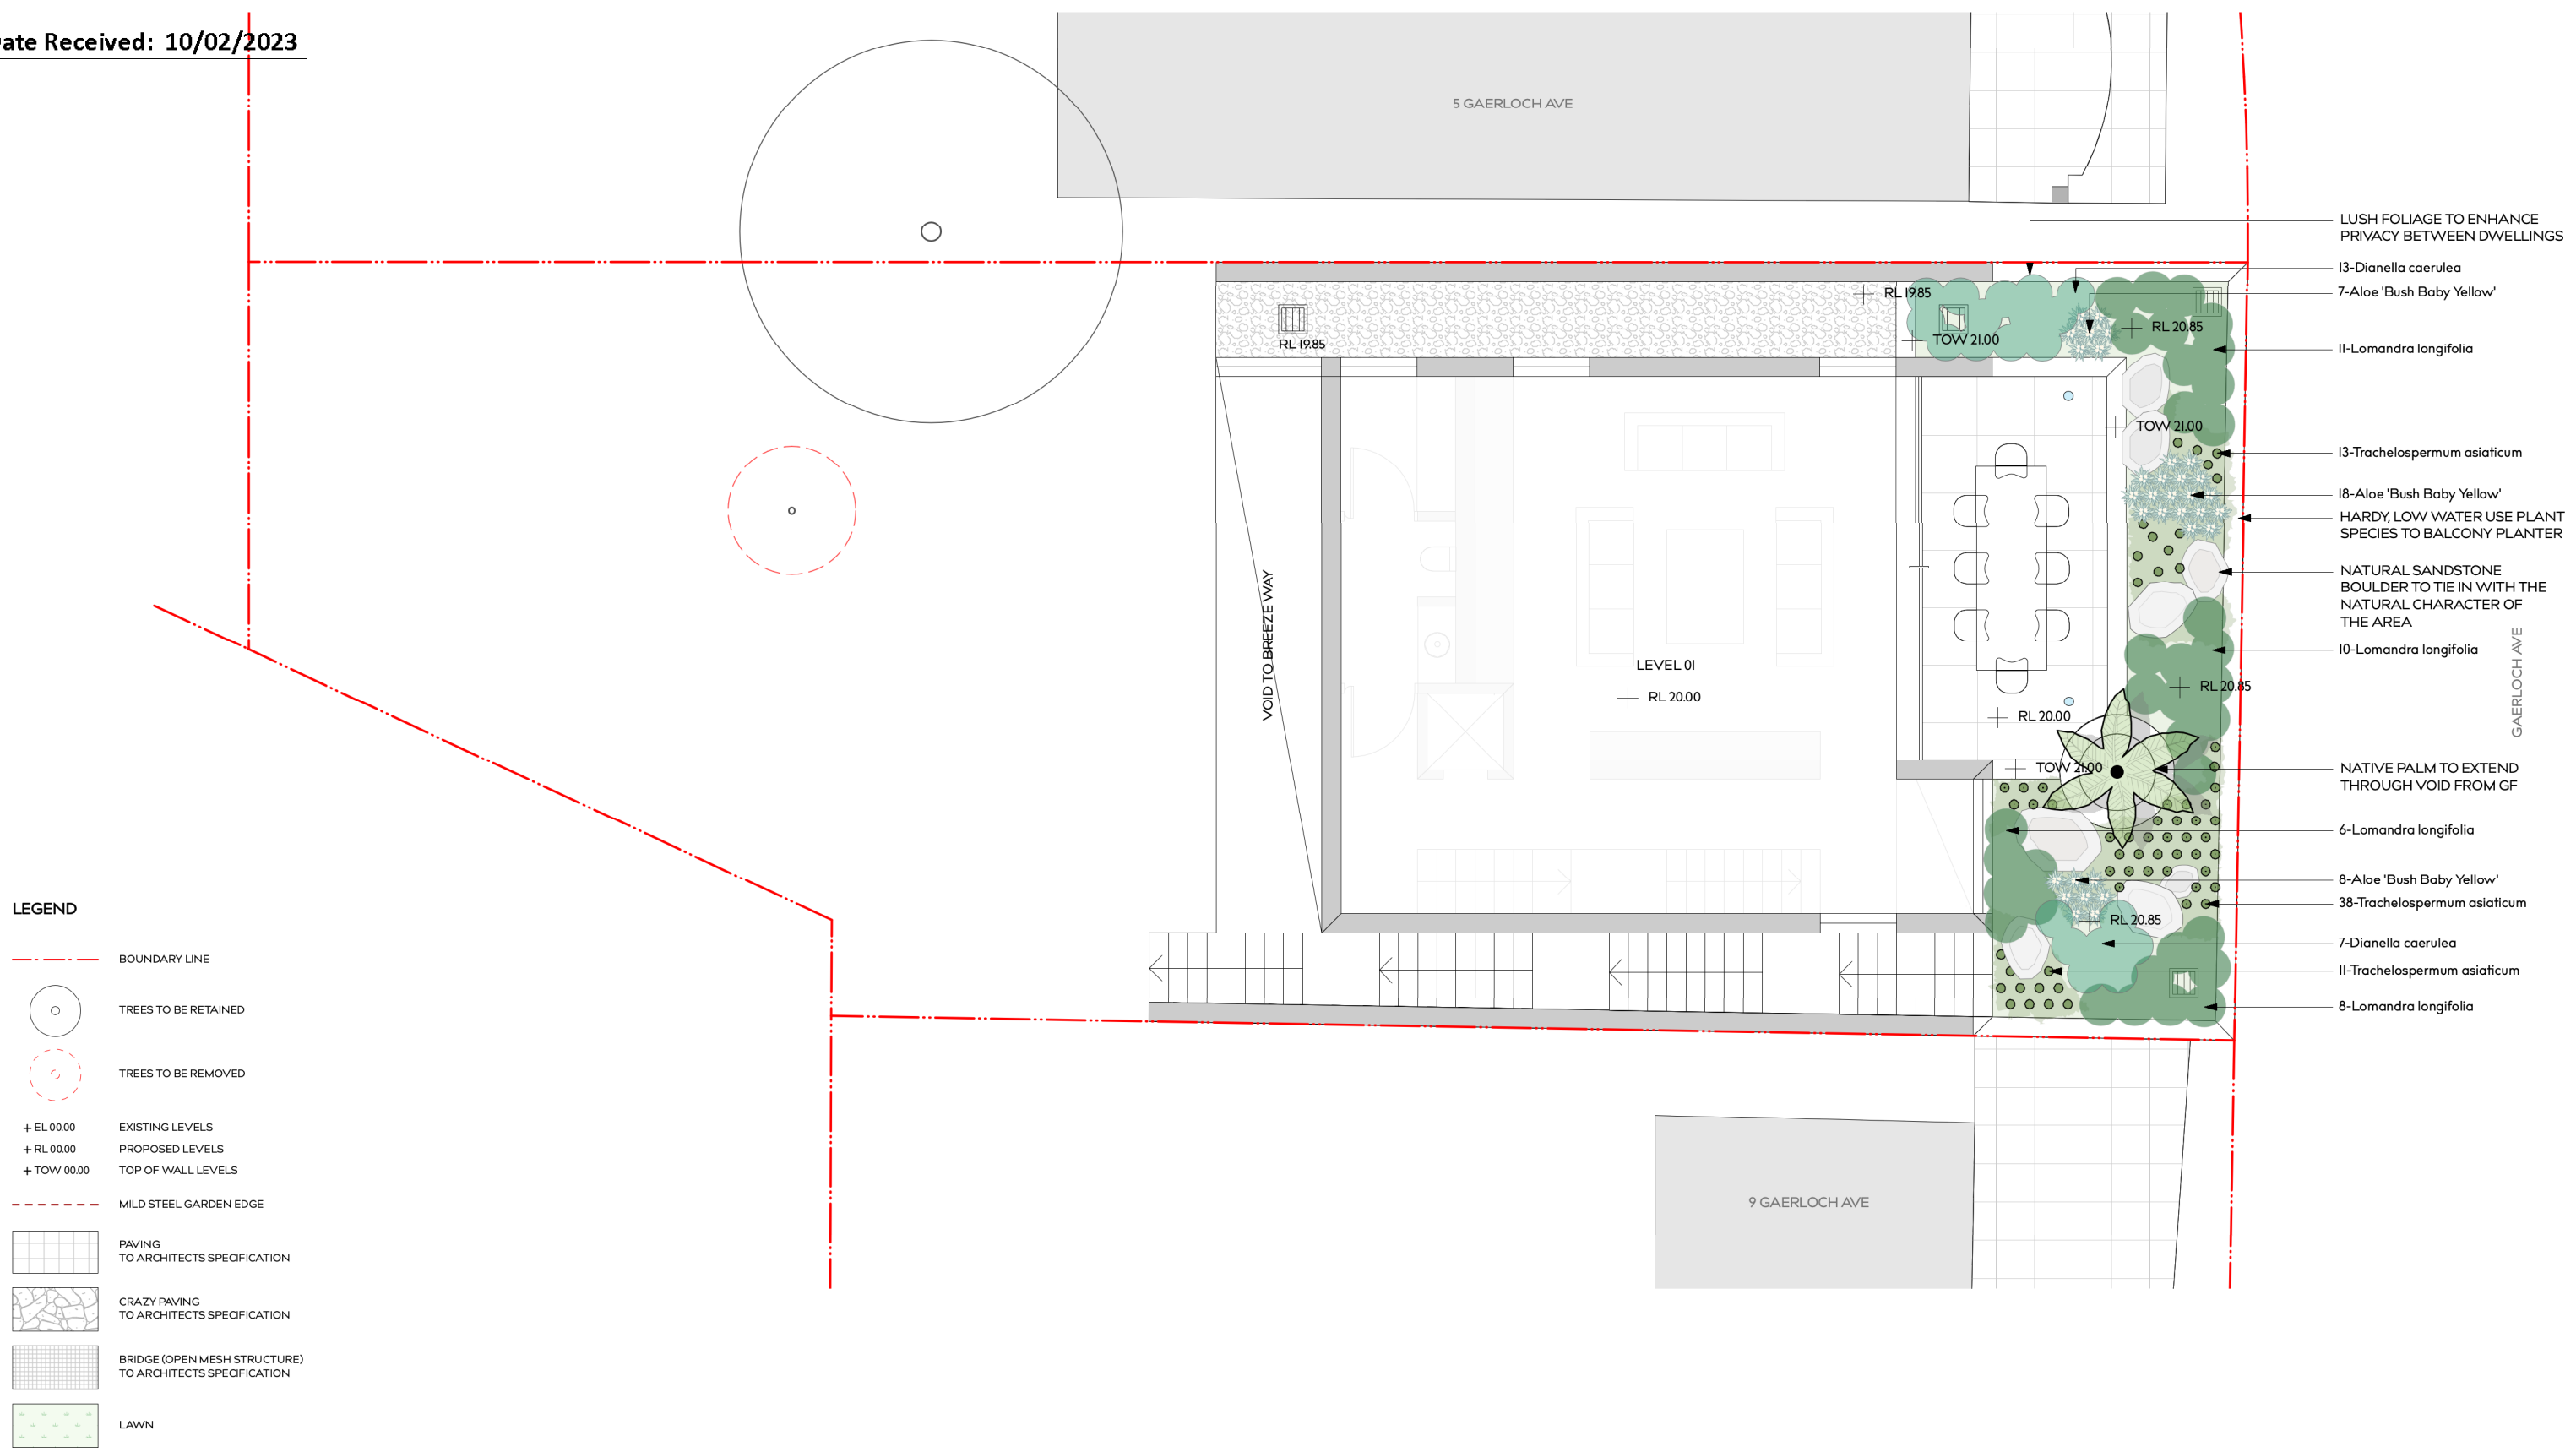 ate Received: 10/02/2023
5 GAERLOCH AVE
LUSH FOLIAGE TO ENHANCE
PRIVACY BETWEEN DWELLINGS
13-Dianella caerulea
7-Aloe 'Bush Baby Yellow'
RL 19.85
RL 20.85
RL 19.85
TOW 21.00
11-Lomandra longifolia
TOW 21.00
13-Trachelospermum asiaticum
18-Aloe 'Bush Baby Yellow'
HARDY, LOW WATER USE PLANT
SPECIES TO BALCONY PLANTER
NATURAL SANDSTONE
BOULDER TO TIE IN WITH THE
NATURAL CHARACTER OF
THE AREA
VOID TO BREEZE WAY
LEVEL 01
RL 20.00
10-Lomandra longifolia
GAERLOCH AVE
RL 20.85
RL 20.00
TOW 21.00
NATIVE PALM TO EXTEND
THROUGH VOID FROM GF
6-Lomandra longifolia
8-Aloe 'Bush Baby Yellow'
38-Trachelospermum asiaticum
RL 20.85
7-Dianella caerulea
11-Trachelospermum asiaticum
8-Lomandra longifolia
9 GAERLOCH AVE
LEGEND
BOUNDARY LINE
TREES TO BE RETAINED
TREES TO BE REMOVED
+ EL 00.00 EXISTING LEVELS
+ RL 00.00 PROPOSED LEVELS
+ TOW 00.00 TOP OF WALL LEVELS
MILD STEEL GARDEN EDGE
PAVING
TO ARCHITECTS SPECIFICATION
CRAZY PAVING
TO ARCHITECTS SPECIFICATION
BRIDGE (OPEN MESH STRUCTURE)
TO ARCHITECTS SPECIFICATION
LAWN